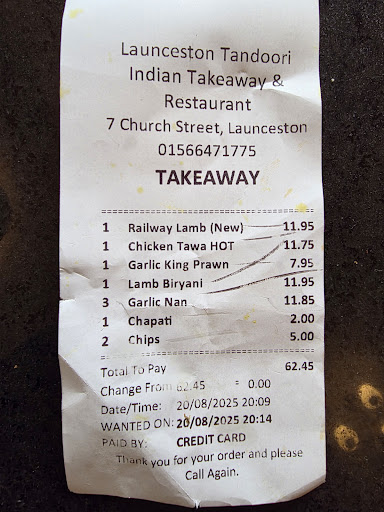 Launceston Tandoori
Indian Takeaway &
Restaurant
7 Church Street, Launceston
01566471775
TAKEAWAY
1 Railway Lamb (New) 11.95
1 Chicken Tawa HOT 11.75
1 Garlic King Prawn 7.95
1 Lamb Biryani 11.95
3 Garlic Nan 11.85
1 Chapati 2.00
2 Chips 5.00
Total To Pay 62.45
Change From 62.45 = 0.00
Date/Time: 20/08/2025 20:09
WANTED ON: 20/08/2025 20:14
PAID BY: CREDIT CARD
Thank you for your order and please
Call Again.